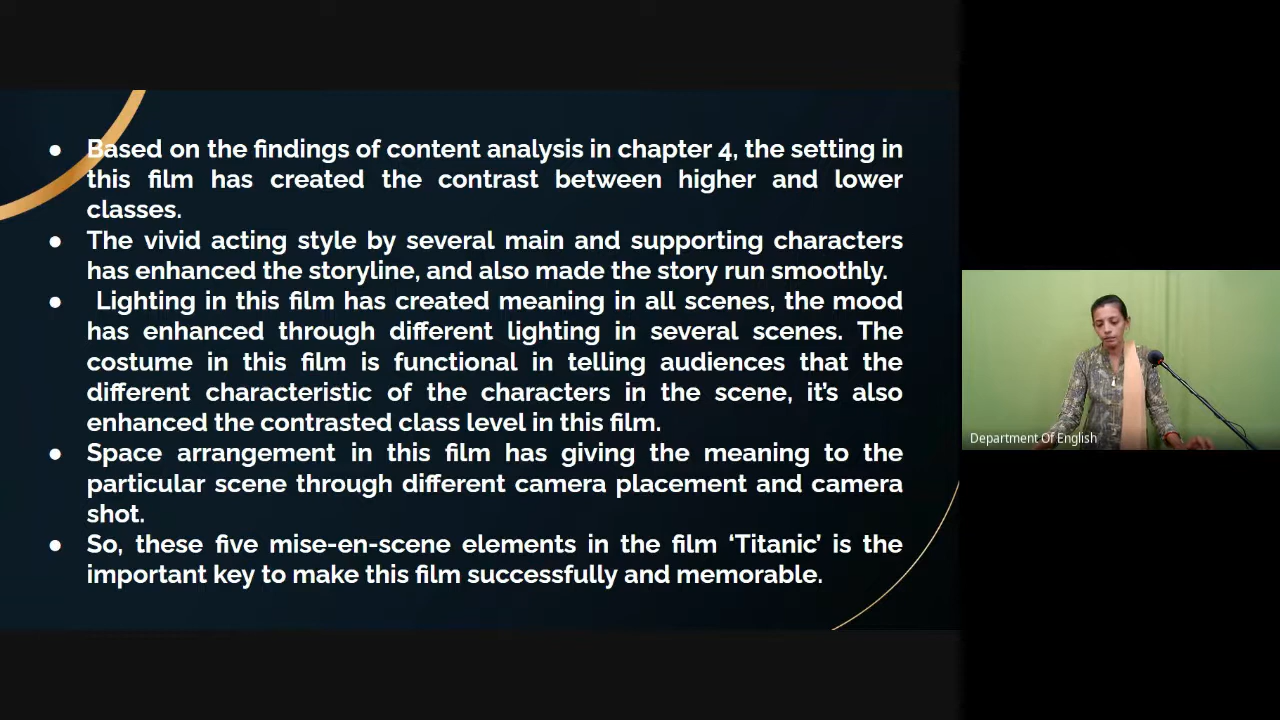 ● Based on the findings of content analysis in chapter 4, the setting in
this film has created the contrast between higher and lower
classes.
● The vivid acting style by several main and supporting characters
has enhanced the storyline, and also made the story run smoothly.
● Lighting in this film has created meaning in all scenes, the mood
has enhanced through different lighting in several scenes. The
costume in this film is functional in telling audiences that the
different characteristic of the characters in the scene, it's also
enhanced the contrasted class level in this film.
● Space arrangement in this film has giving the meaning to the
particular scene through different camera placement and camera
shot.
● So, these five mise-en-scene elements in the film ‘Titanic’ is the
important key to make this film successfully and memorable.
Department Of English